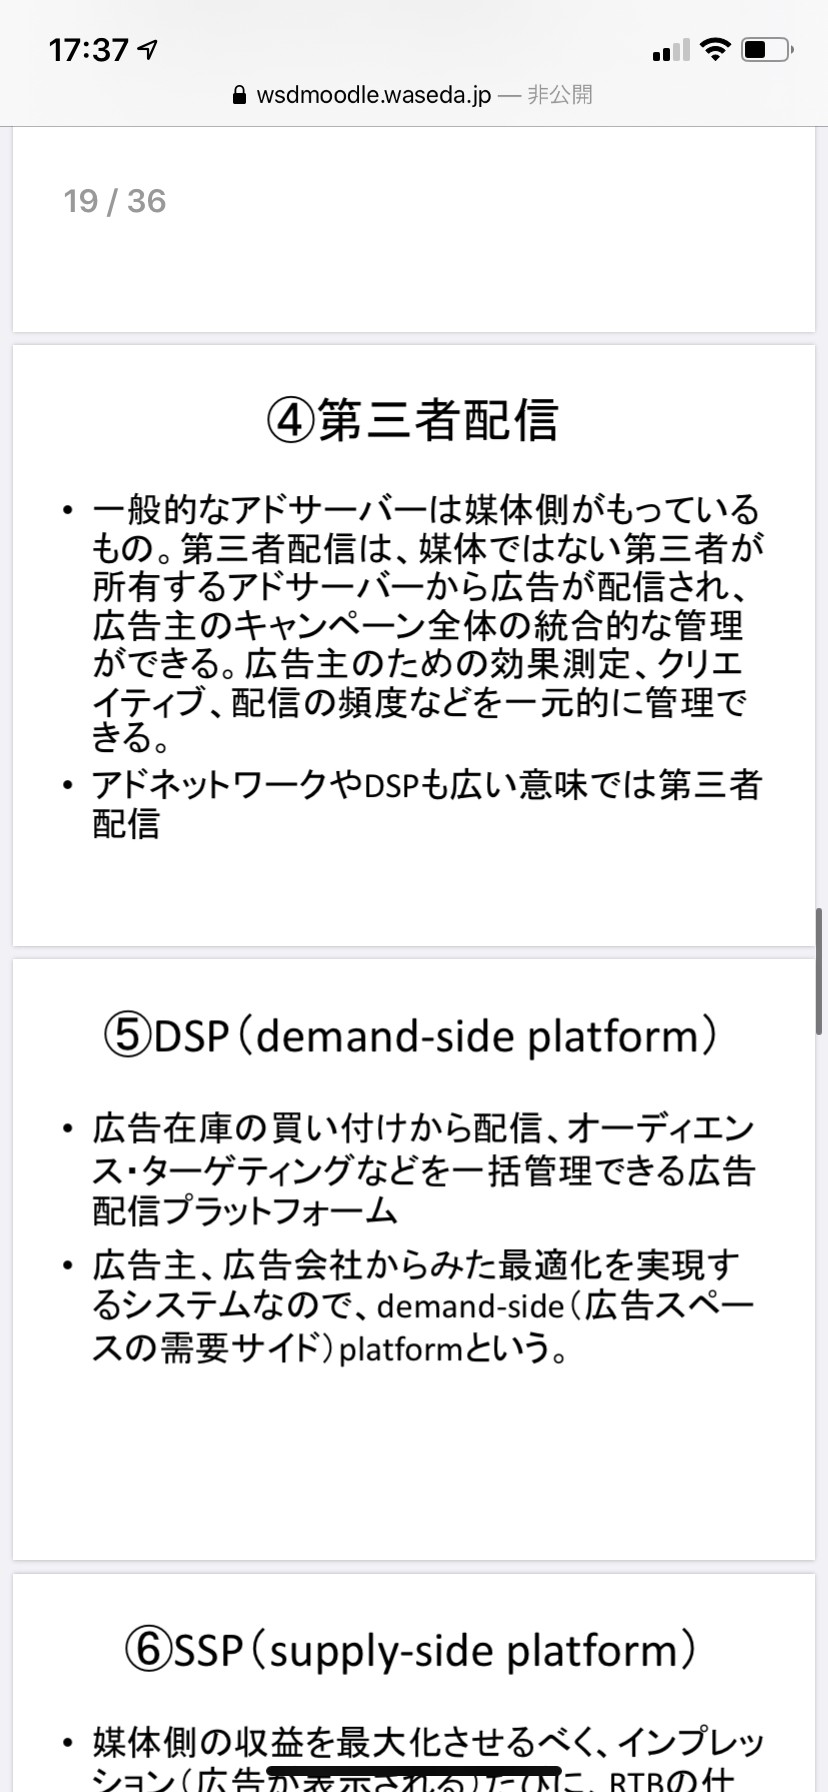 17:37
wsdmoodle.waseda.jp — 非公開
19 / 36
④第三者配信
• 一般的なアドサーバーは媒体側がもっている
もの。第三者配信は、媒体ではない第三者が
所有するアドサーバーから広告が配信され、
広告主のキャンペーン全体の統合的な管理
ができる。広告主のための効果測定、クリエ
イティブ、配信の頻度などを一元的に管理で
きる。
• アドネットワークやDSPも広い意味では第三者
配信
⑤DSP（demand-side platform）
• 広告在庫の買い付けから配信、オーディエン
ス・ターゲティングなどを一括管理できる広告
配信プラットフォーム
• 広告主、広告会社からみた最適化を実現す
るシステムなので、demand-side（広告スペー
スの需要サイド）platformという。
⑥SSP（supply-side platform）
• 媒体側の収益を最大化させるべく、インプレッ
ション（広告が表示される）たびに、RTBの仕